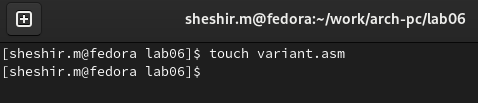 sheshir.m@fedora:~/work/arch-pc/lab06
[sheshir.m@fedora lab06]$ touch variant.asm
[sheshir.m@fedora lab06]$